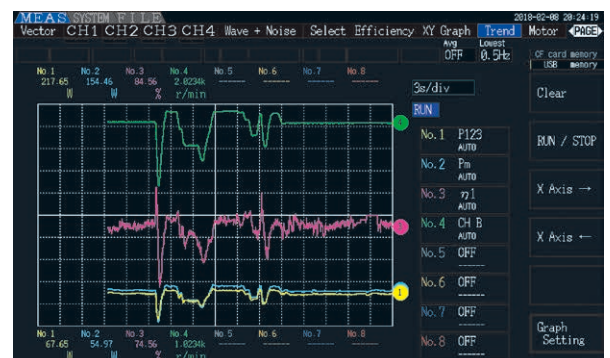 MEAS SYSTEM FILE 2018-02-08 20:24:19
Vector CH1 CH2 CH3 CH4 Wave + Noise Select Efficiency XY Graph Trend Motor PAGE
Avg Lowest
OFF 0.5Hz
CF card memory
USB memory
No.1 No.2 No.3 No.4 No.5 No.6 No.7 No.8
217.65 154.46 84.56 2.0234k ------ ------ ------ ------
W W % r/min
3s/div
RUN
Clear
No.1 P123
AUTO
No.2 Pm
AUTO
No.3 η1
AUTO
No.4 CH B
AUTO
No.5 OFF
------
No.6 OFF
------
No.7 OFF
------
No.8 OFF
------
RUN / STOP
X Axis →
X Axis ←
Graph
Setting
4
1
No.1 No.2 No.3 No.4 No.5 No.6 No.7 No.8
67.65 54.97 74.56 1.0234k ------ ------ ------ ------
W W % r/min